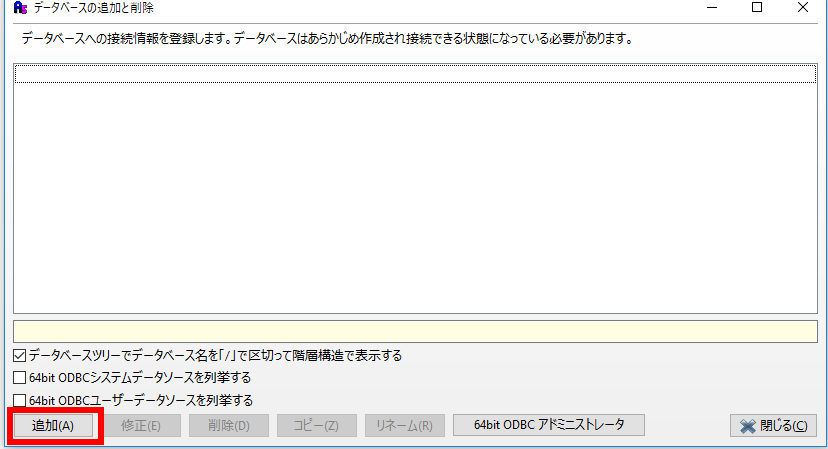 データベースの追加と削除
データベースへの接続情報を登録します。データベースはあらかじめ作成され接続できる状態になっている必要があります。
データベースツリーでデータベース名を「/」で区切って階層構造で表示する
64bit ODBCシステムデータソースを列挙する
64bit ODBCユーザーデータソースを列挙する
追加(A) 修正(E) 削除(D) コピー(Z) リネーム(R) 64bit ODBC アドミニストレータ 閉じる(C)